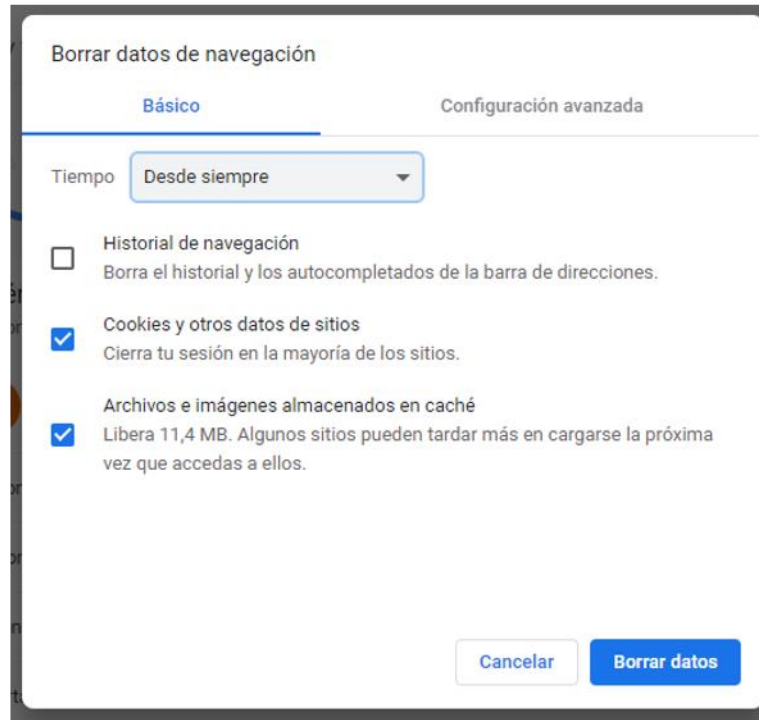 Borrar datos de navegación
Básico
Configuración avanzada
Tiempo
Desde siempre
Historial de navegación
Borra el historial y los autocompletados de la barra de direcciones.
Cookies y otros datos de sitios
Cierra tu sesión en la mayoría de los sitios.
Archivos e imágenes almacenados en caché
Libera 11,4 MB. Algunos sitios pueden tardar más en cargarse la próxima
vez que accedas a ellos.
Cancelar
Borrar datos